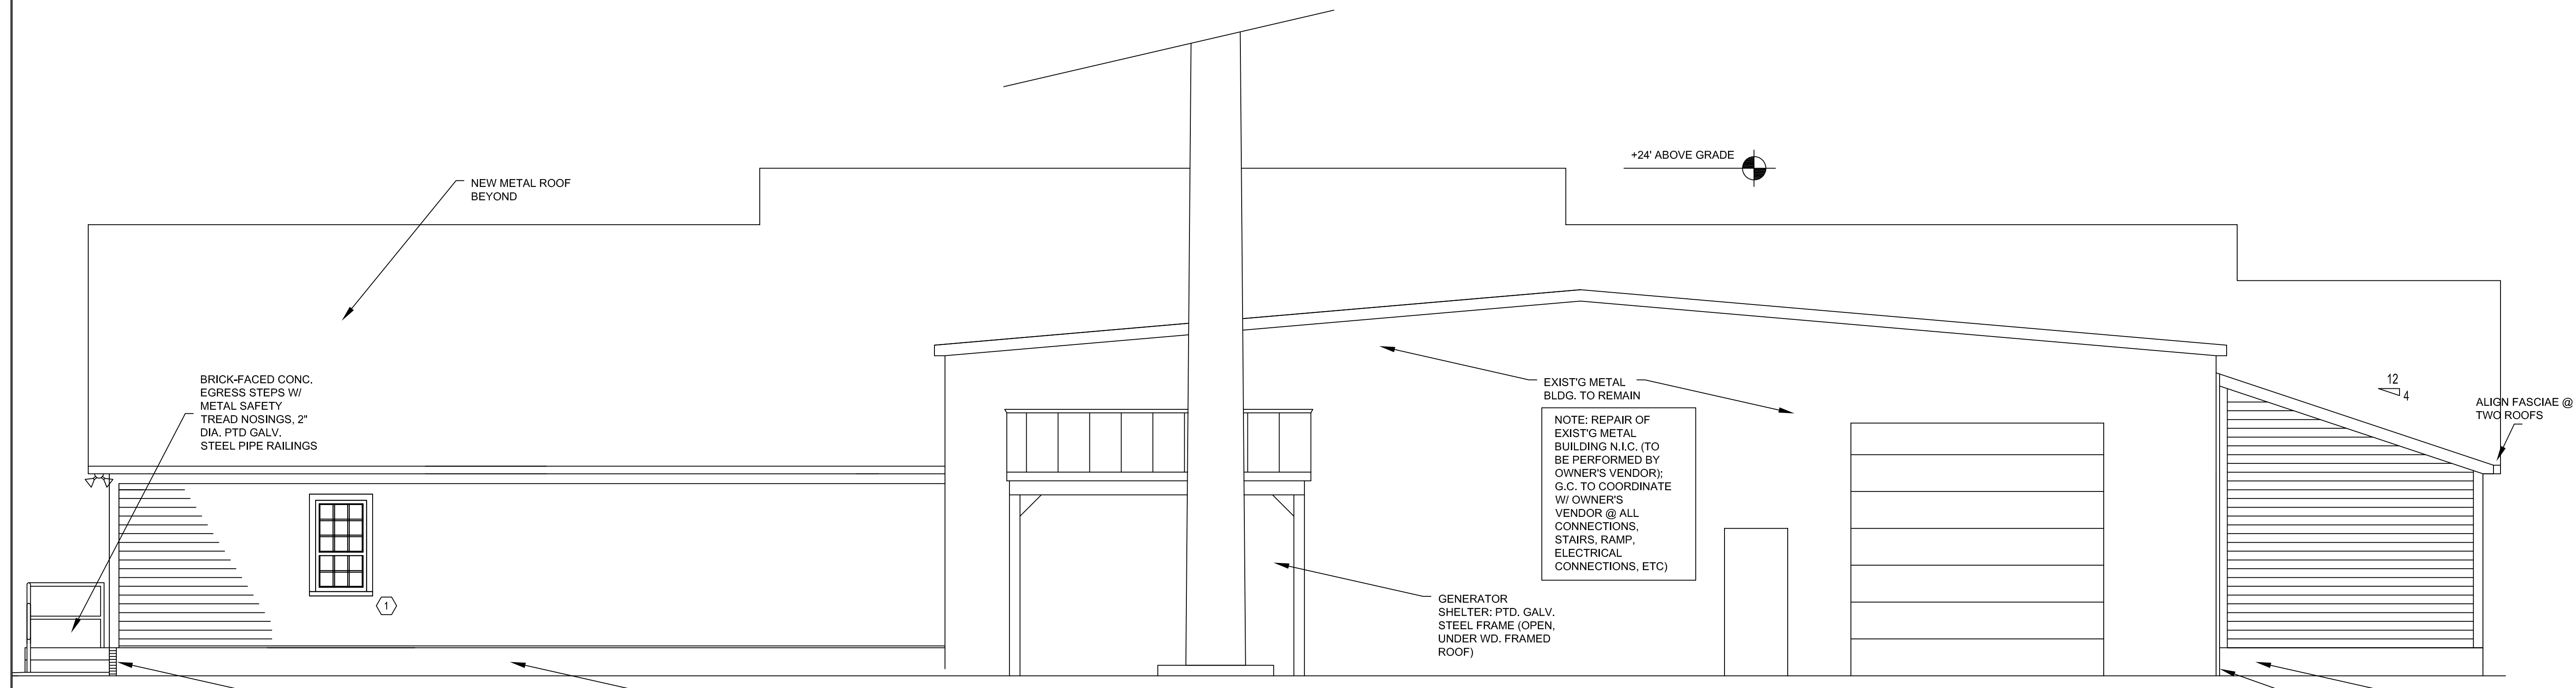 +24' ABOVE GRADE
NEW METAL ROOF
BEYOND
BRICK-FACED CONC.
EGRESS STEPS W/
METAL SAFETY
TREAD NOSINGS, 2"
DIA. PTD GALV.
STEEL PIPE RAILINGS
EXIST'G METAL
BLDG. TO REMAIN
NOTE: REPAIR OF
EXIST'G METAL
BUILDING N.I.C. (TO
BE PERFORMED BY
OWNER'S VENDOR);
G.C. TO COORDINATE
W/ OWNER'S
VENDOR @ ALL
CONNECTIONS,
STAIRS, RAMP,
ELECTRICAL
CONNECTIONS, ETC)
12
4
ALIGN FASCIAE @
TWO ROOFS
1
GENERATOR
SHELTER: PTD. GALV.
STEEL FRAME (OPEN,
UNDER WD. FRAMED
ROOF)